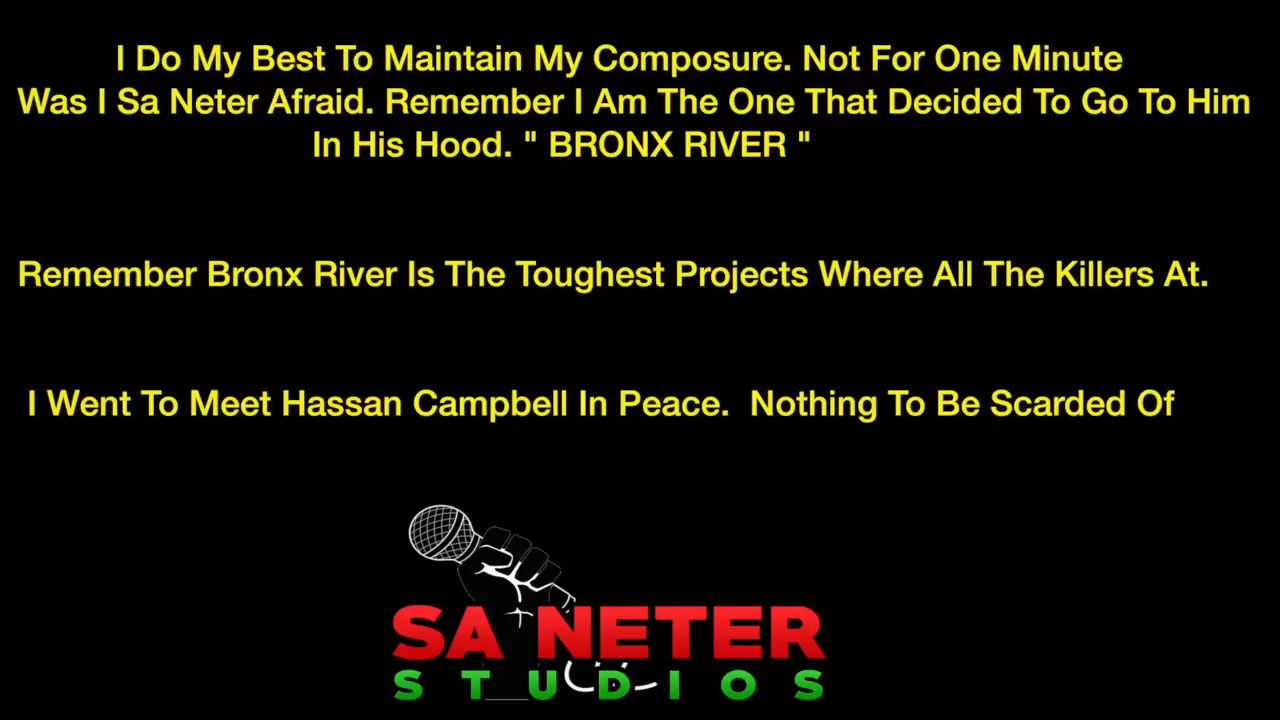 I Do My Best To Maintain My Composure. Not For One Minute
Was I Sa Neter Afraid. Remember I Am The One That Decided To Go To Him
In His Hood. " BRONX RIVER "
Remember Bronx River Is The Toughest Projects Where All The Killers At.
I Went To Meet Hassan Campbell In Peace.  Nothing To Be Scarded Of
SA NETER
STUDIOS